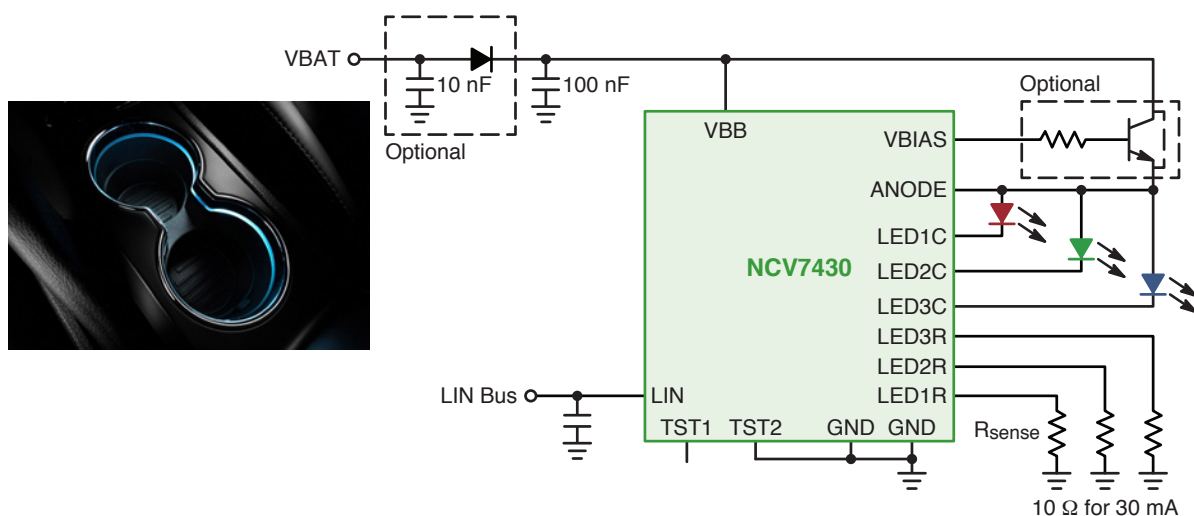 VBAT
10 nF
100 nF
Optional
Optional
VBB
VBIAS
ANODE
LED1C
NCV7430
LED2C
LED3C
LED3R
LED2R
LED1R
LIN Bus
LIN
TST1
TST2
GND
GND
Rsense
10 Ω for 30 mA